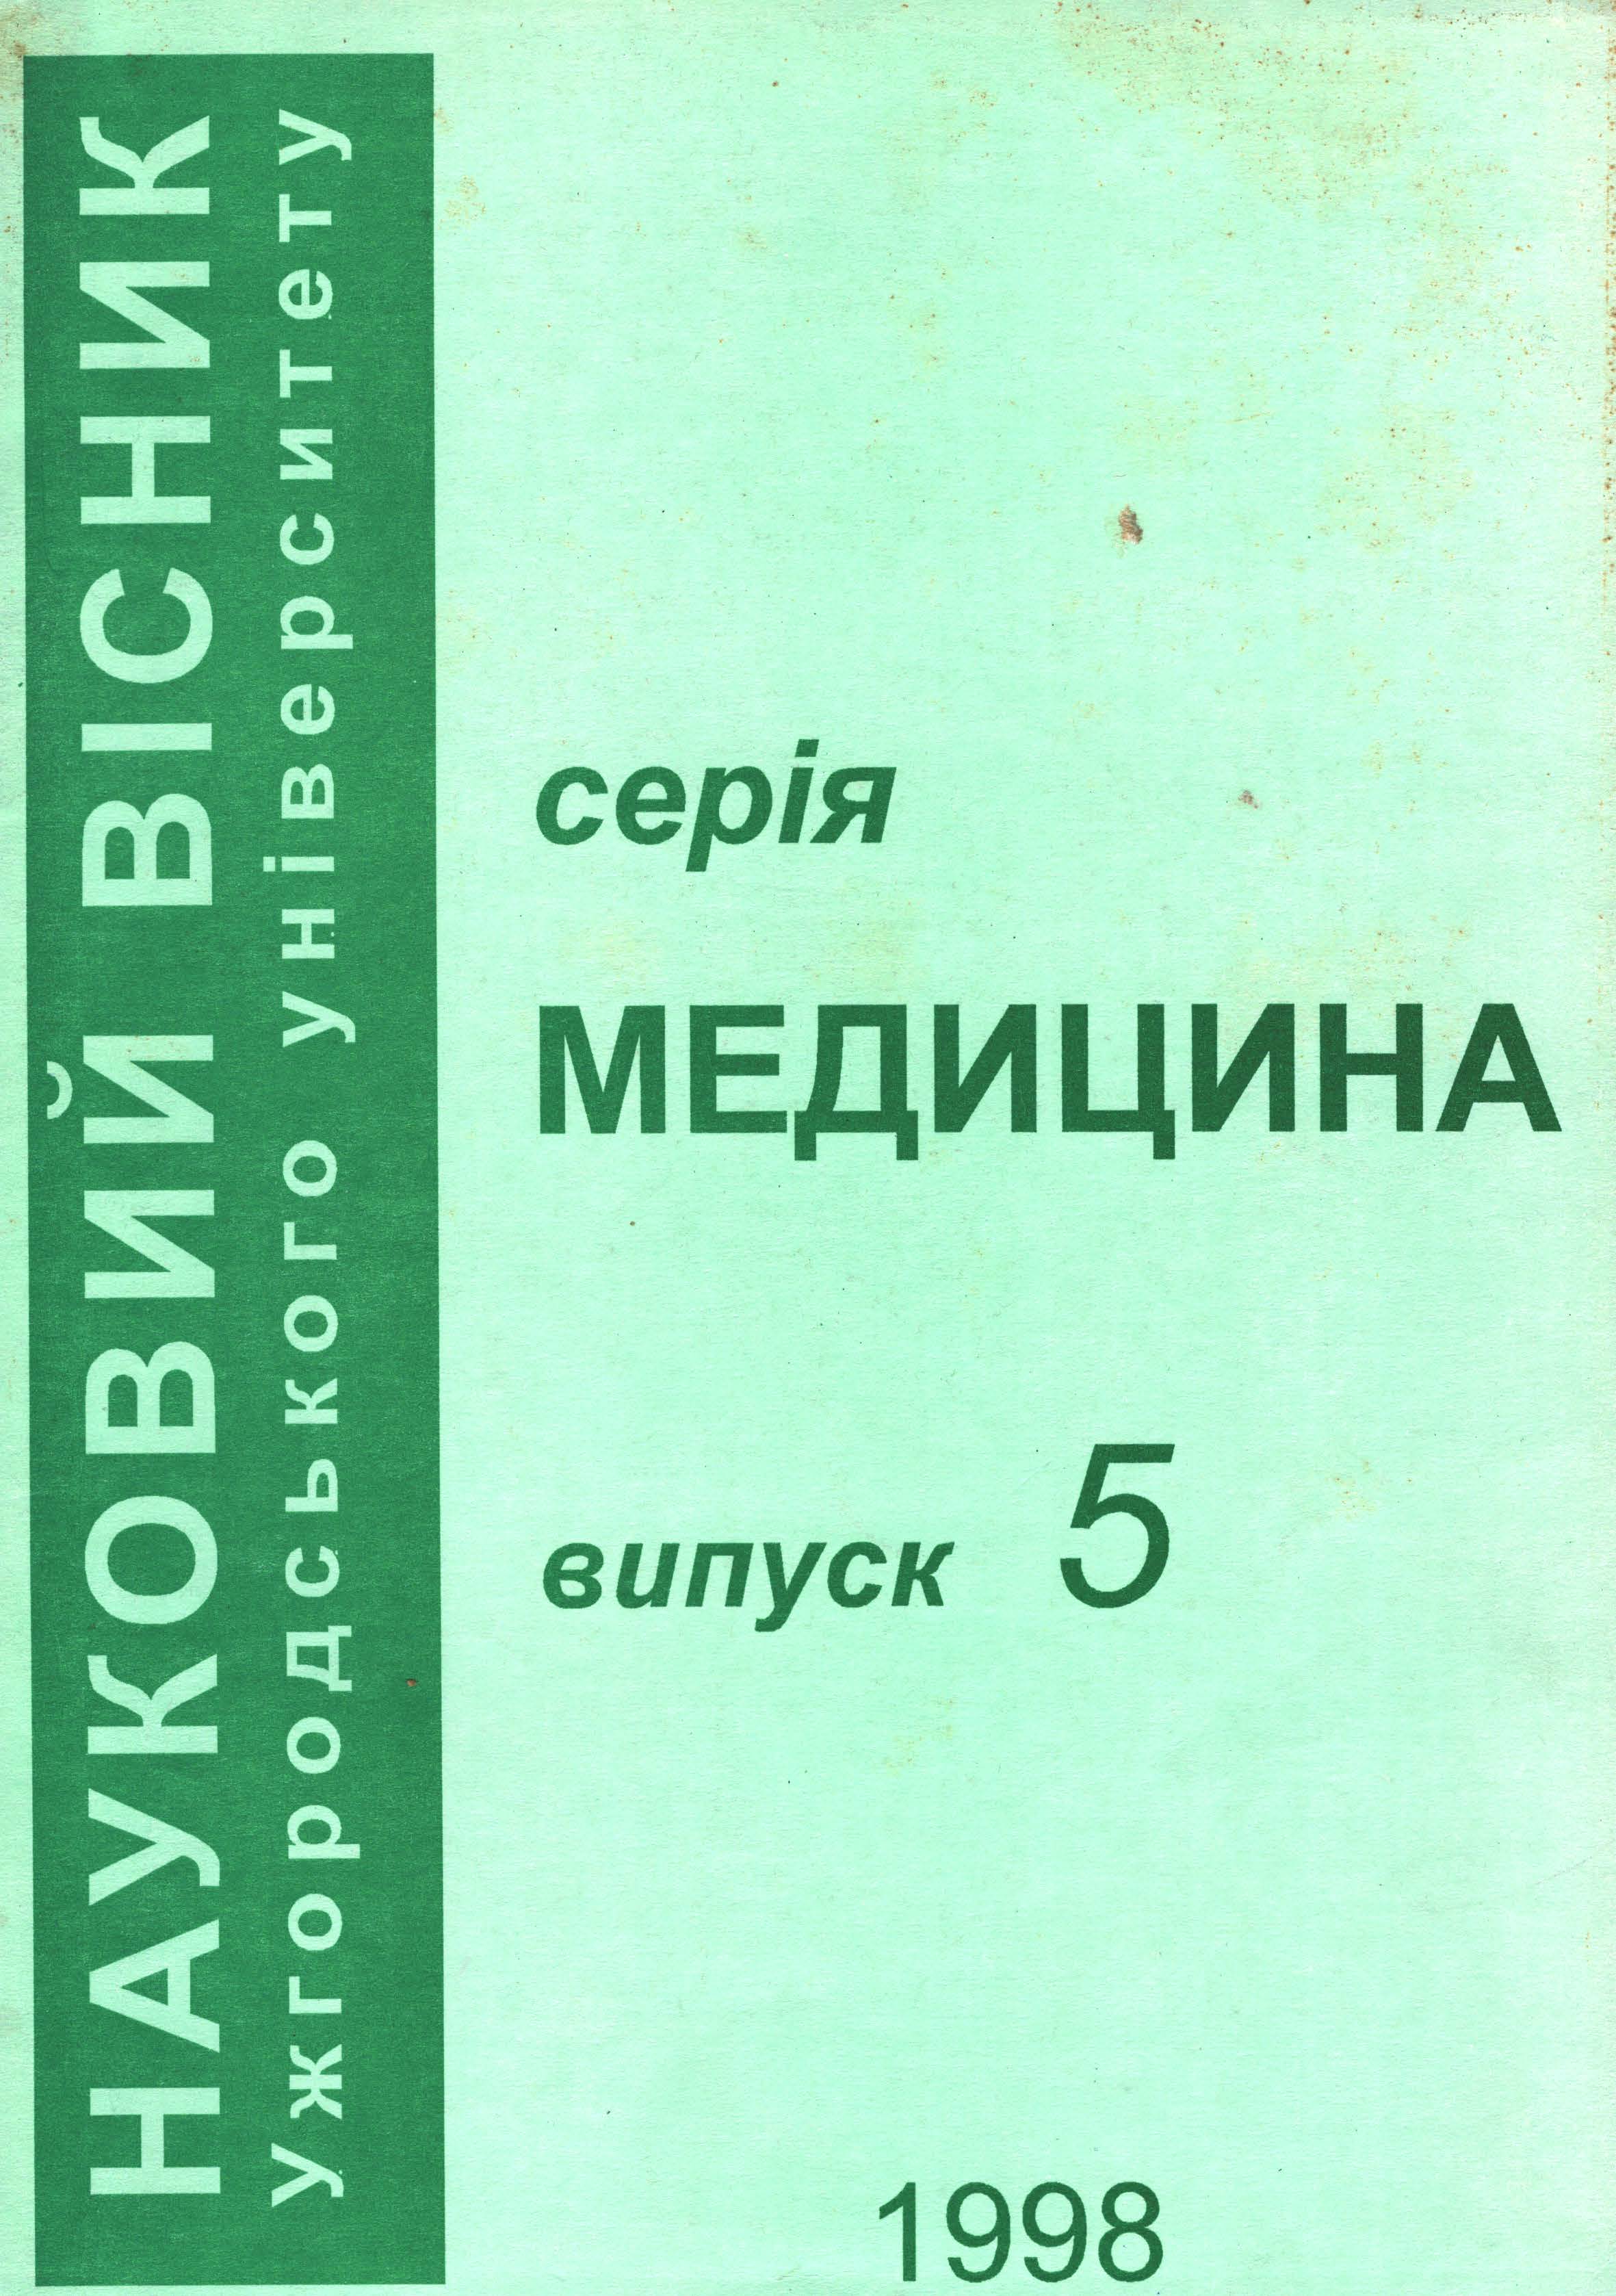 НАУКОВИЙ ВІСНИК
Ужгородського університету
серія
МЕДИЦИНА
випуск 5
1998